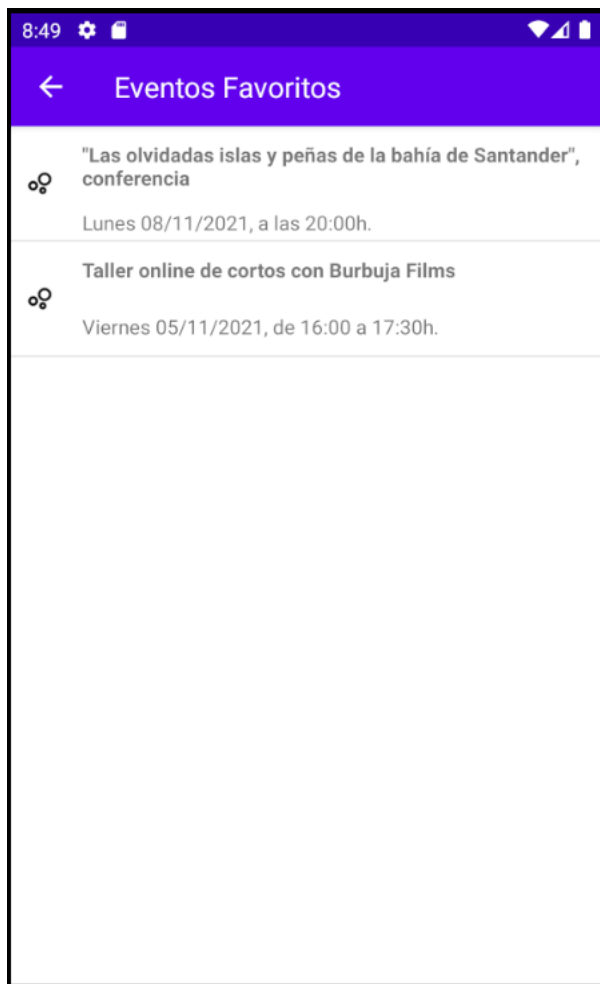 8:49
Eventos Favoritos
"Las olvidadas islas y peñas de la bahía de Santander",
conferencia
Lunes 08/11/2021, a las 20:00h.
Taller online de cortos con Burbuja Films
Viernes 05/11/2021, de 16:00 a 17:30h.